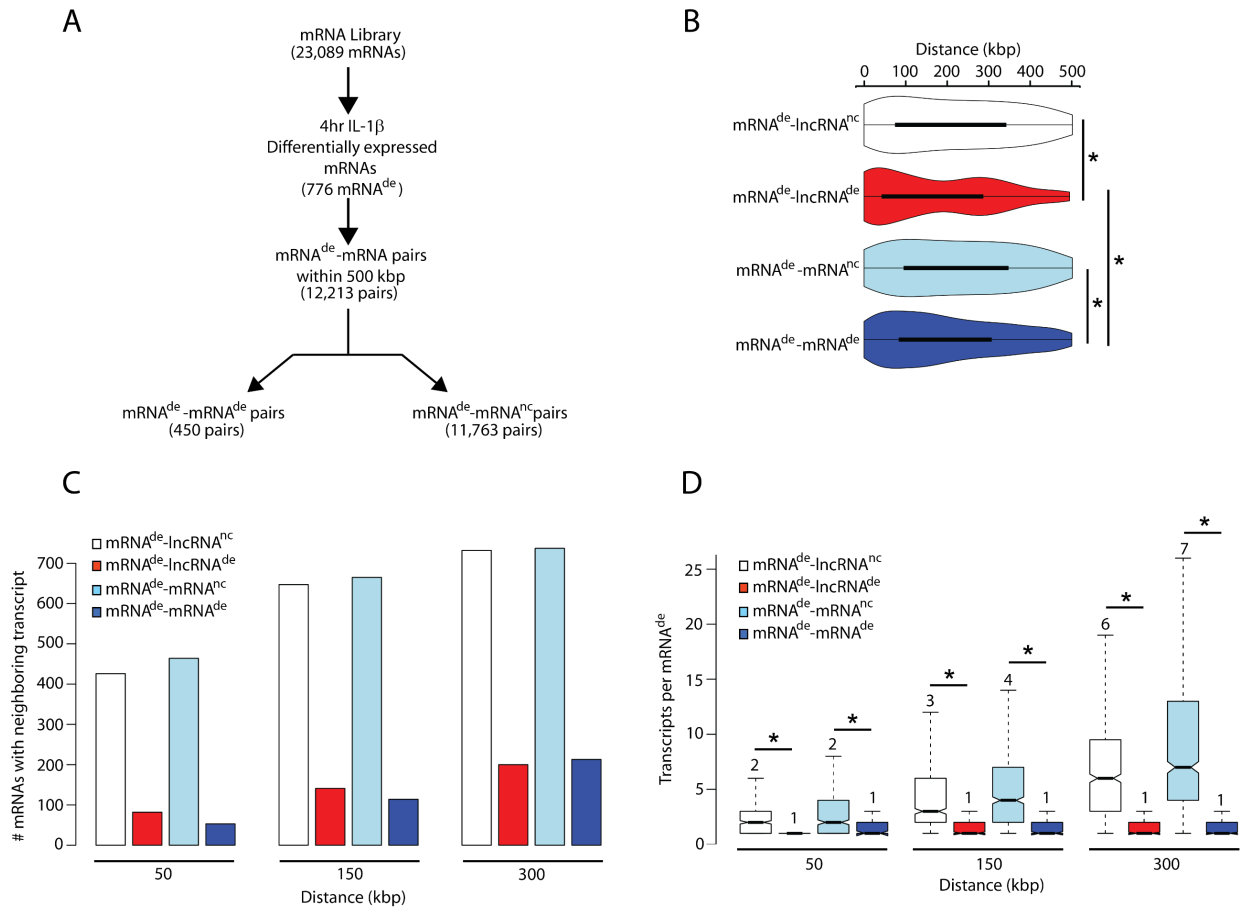 A
mRNA Library
(23,089 mRNAs)
4hr IL-1β
Differentially expressed
mRNAs
(776 mRNAde)
mRNAde-mRNA pairs
within 500 kbp
(12,213 pairs)
mRNAde-mRNAde pairs
(450 pairs)
mRNAde-mRNAnc pairs
(11,763 pairs)
B
Distance (kbp)
0 100 200 300 400 500
mRNAde-lncRNAnc
*
mRNAde-lncRNAde
*
mRNAde-mRNAnc
*
mRNAde-mRNAde
C
mRNAde-lncRNAnc
mRNAde-lncRNAde
mRNAde-mRNAnc
mRNAde-mRNAde
# mRNAs with neighboring transcript
700
600
500
400
300
200
100
0
50 150 300
Distance (kbp)
D
mRNAde-lncRNAnc
mRNAde-lncRNAde
mRNAde-mRNAnc
mRNAde-mRNAde
Transcripts per mRNAde
25
20
15
10
5
0
* * * * * *
2 1 2 1 3 1 4 1 6 1 7 1
50 150 300
Distance (kbp)